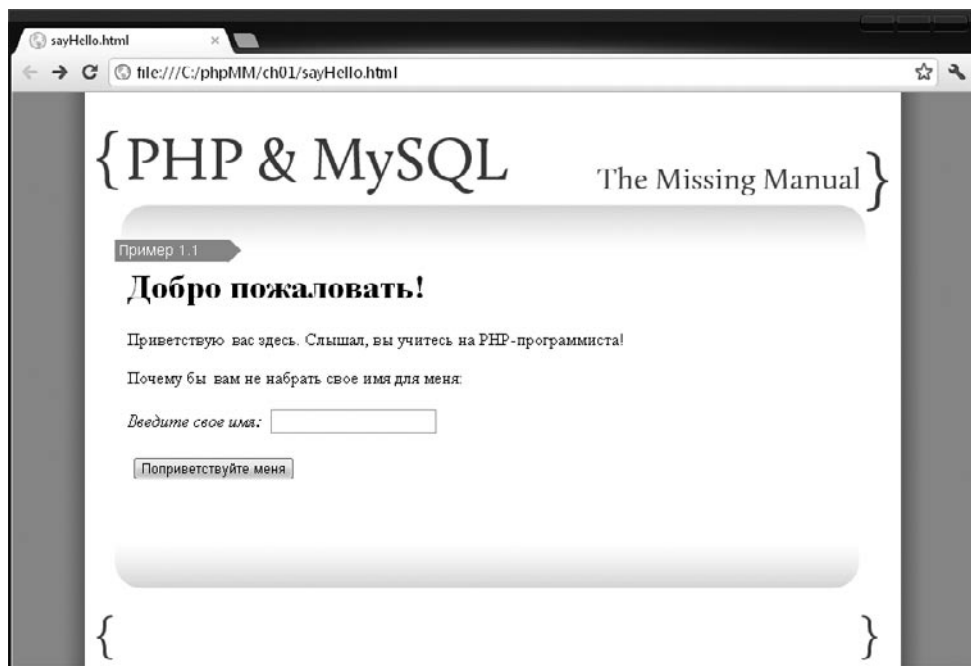 sayHello.html
file:///C:/phpMM/ch01/sayHello.html
{PHP & MySQL
The Missing Manual}
Пример 1.1
Добро пожаловать!
Приветствую вас здесь. Слышал, вы учитесь на PHP-программиста!
Почему бы вам не набрать свое имя для меня:
Введите свое имя:
Поприветствуйте меня
{ }